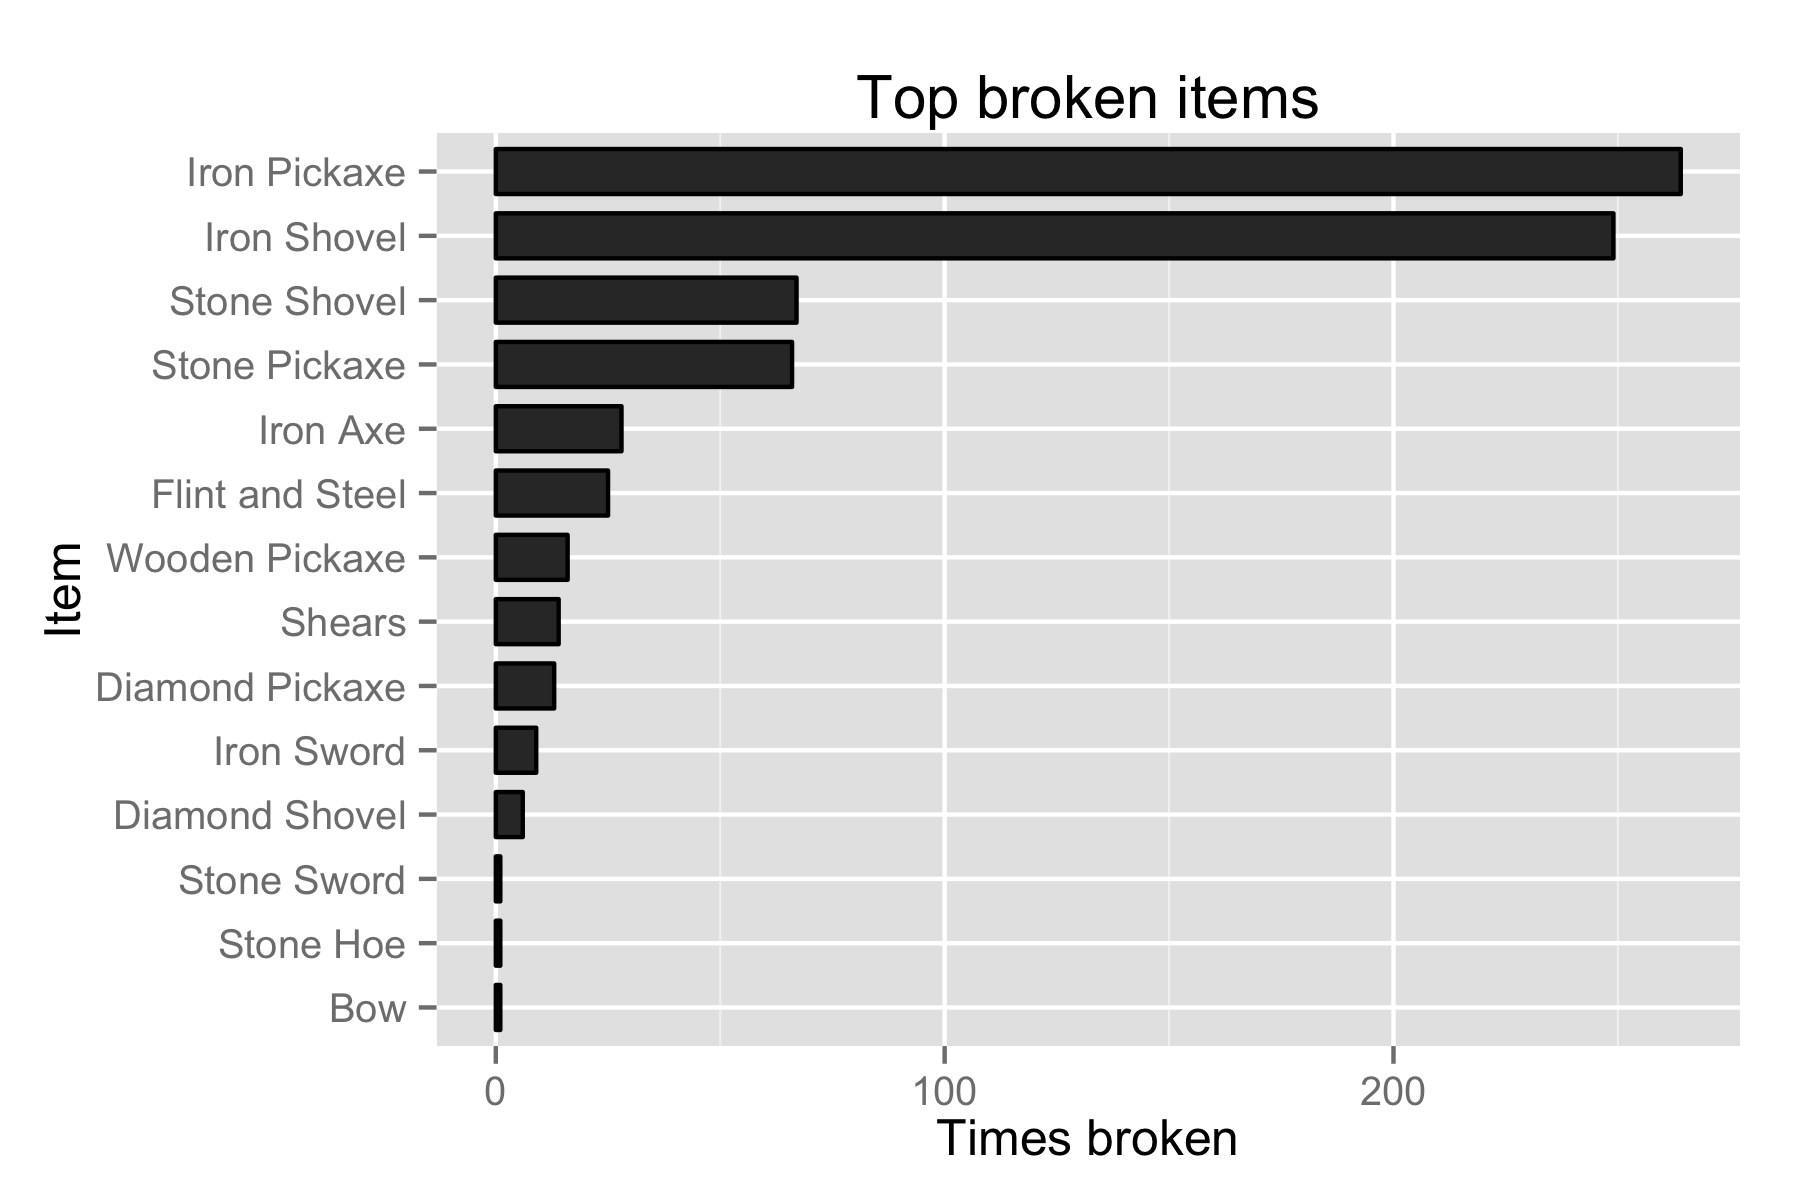 Top broken items
Iron Pickaxe
Iron Shovel
Stone Shovel
Stone Pickaxe
Iron Axe
Flint and Steel
Wooden Pickaxe
Shears
Diamond Pickaxe
Iron Sword
Diamond Shovel
Stone Sword
Stone Hoe
Bow
Item
0 100 200
Times broken